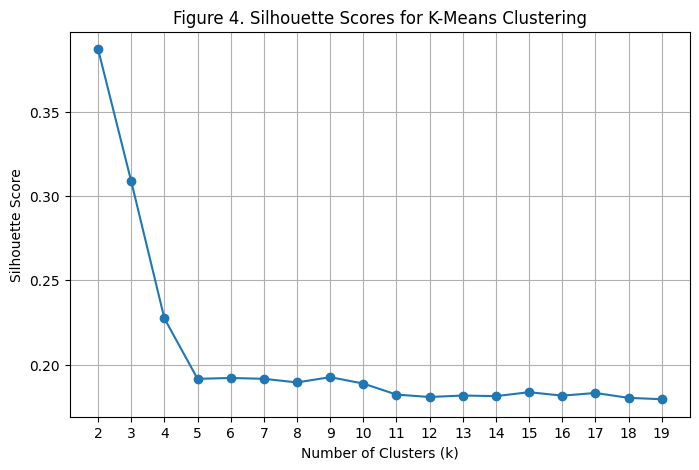 Figure 4. Silhouette Scores for K-Means Clustering
Silhouette Score
0.35
0.30
0.25
0.20
2 3 4 5 6 7 8 9 10 11 12 13 14 15 16 17 18 19
Number of Clusters (k)